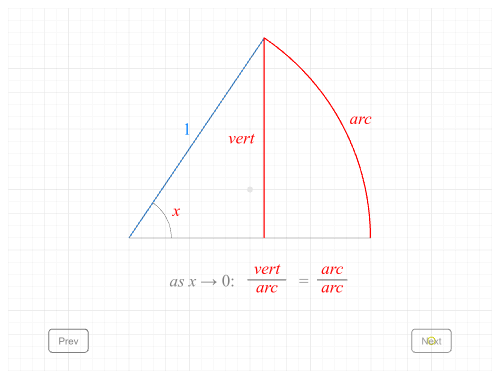 1
vert
arc
x
as x → 0: vert/arc = arc/arc
Prev
Next